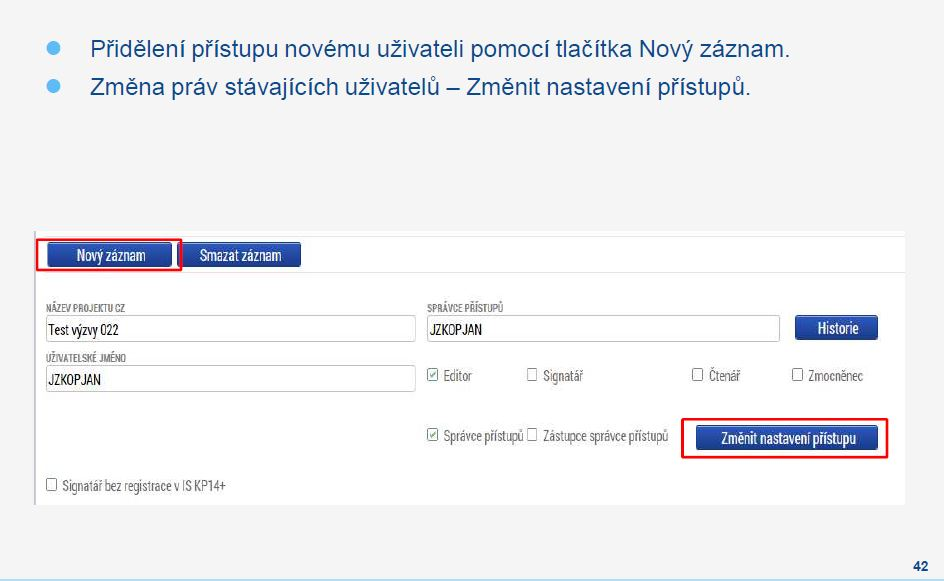 Přidělení přístupu novému uživateli pomocí tlačítka Nový záznam.
Změna práv stávajících uživatelů – Změnit nastavení přístupů.
Nový záznam Smazat záznam
NÁZEV PROJEKTU CZ SPRÁVCE PŘÍSTUPŮ
Test výzvy 022 JZKOPJAN Historie
UŽIVATELSKÉ JMÉNO
JZKOPJAN Editor Signatář Čtenář Zmocněnec
Správce přístupů Zástupce správce přístupů Změnit nastavení přístupu
Signatář bez registrace v IS KP14+
42